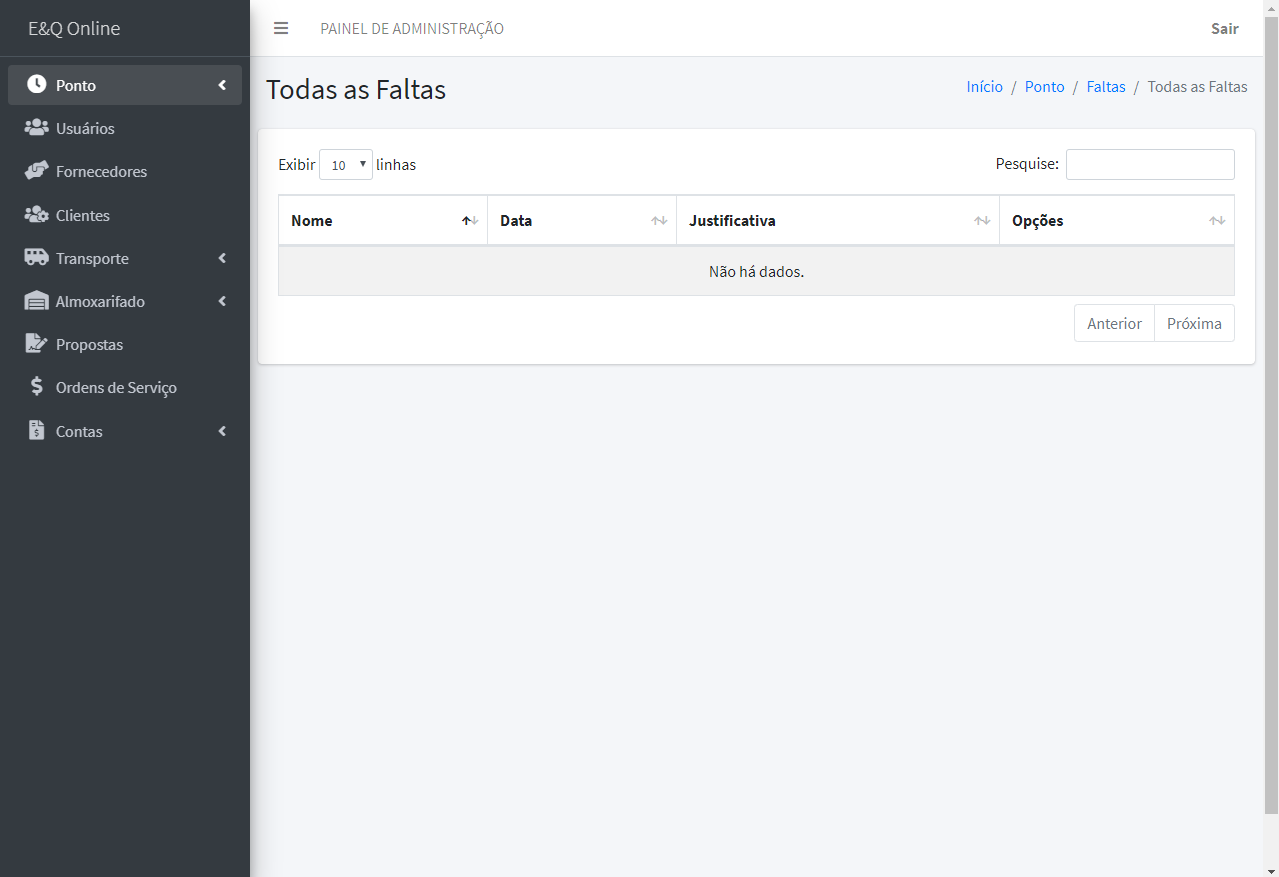 E&Q Online
PAINEL DE ADMINISTRAÇÃO
Sair
Ponto
Usuários
Fornecedores
Clientes
Transporte
Almoxarifado
Propostas
Ordens de Serviço
Contas
Todas as Faltas
Início / Ponto / Faltas / Todas as Faltas
Exibir 10 linhas
Pesquise:
Nome Data Justificativa Opções
Não há dados.
Anterior Próxima